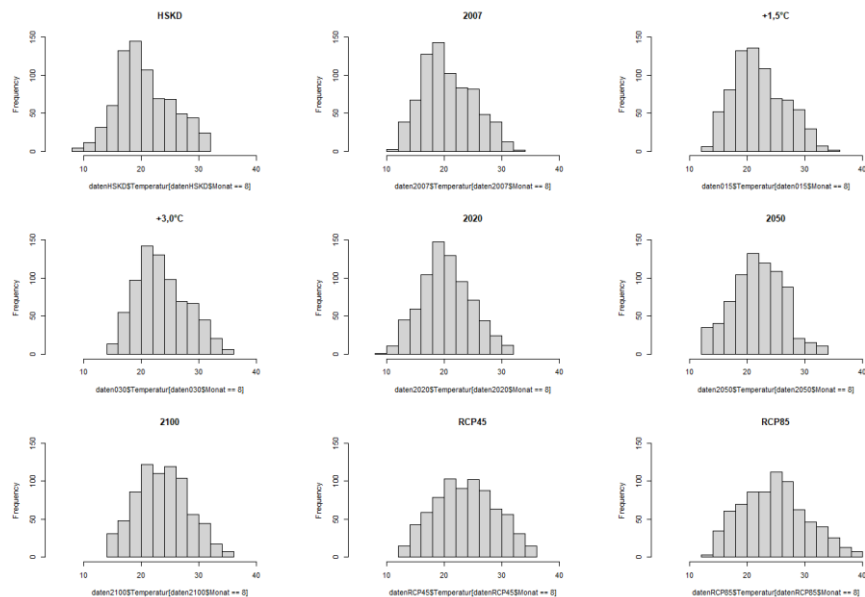 HSKD
Frequency
0 50 100 150
10 20 30 40
datenHSKD$Temperatur[datenHSKD$Monat == 8]
2007
Frequency
0 50 100 150
10 20 30 40
daten2007$Temperatur[daten2007$Monat == 8]
+1,5°C
Frequency
0 50 100 150
10 20 30 40
daten015$Temperatur[daten015$Monat == 8]
+3,0°C
Frequency
0 50 100 150
10 20 30 40
daten030$Temperatur[daten030$Monat == 8]
2020
Frequency
0 50 100 150
10 20 30 40
daten2020$Temperatur[daten2020$Monat == 8]
2050
Frequency
0 50 100 150
10 20 30 40
daten2050$Temperatur[daten2050$Monat == 8]
2100
Frequency
0 50 100 150
10 20 30 40
daten2100$Temperatur[daten2100$Monat == 8]
RCP45
Frequency
0 50 100 150
10 20 30 40
datenRCP45$Temperatur[datenRCP45$Monat == 8]
RCP85
Frequency
0 50 100 150
10 20 30 40
datenRCP85$Temperatur[datenRCP85$Monat == 8]